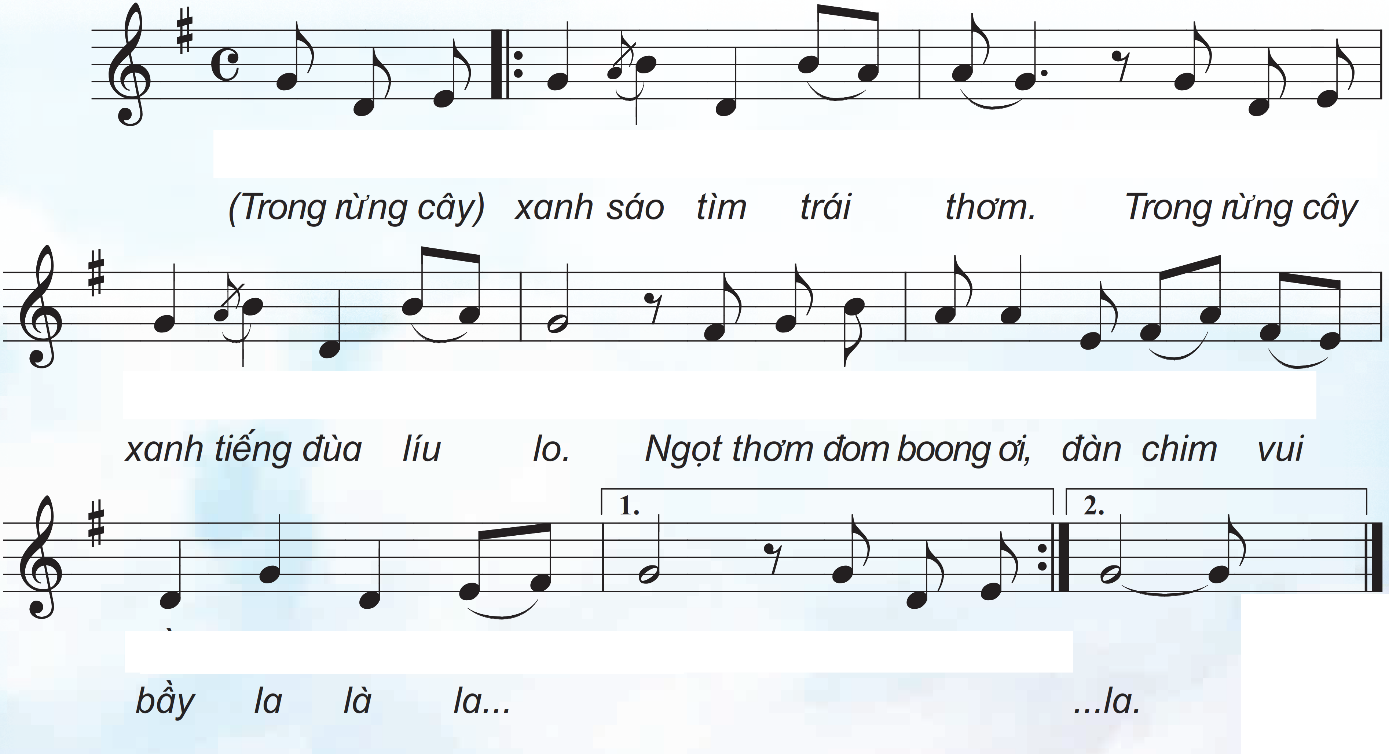 (Trong rừng cây) xanh sáo tìm trái thơm. Trong rừng cây
xanh tiếng đùa líu lo. Ngọt thơm đom boong ơi, đàn chim vui
1. 2.
bầy la là la... ...la.